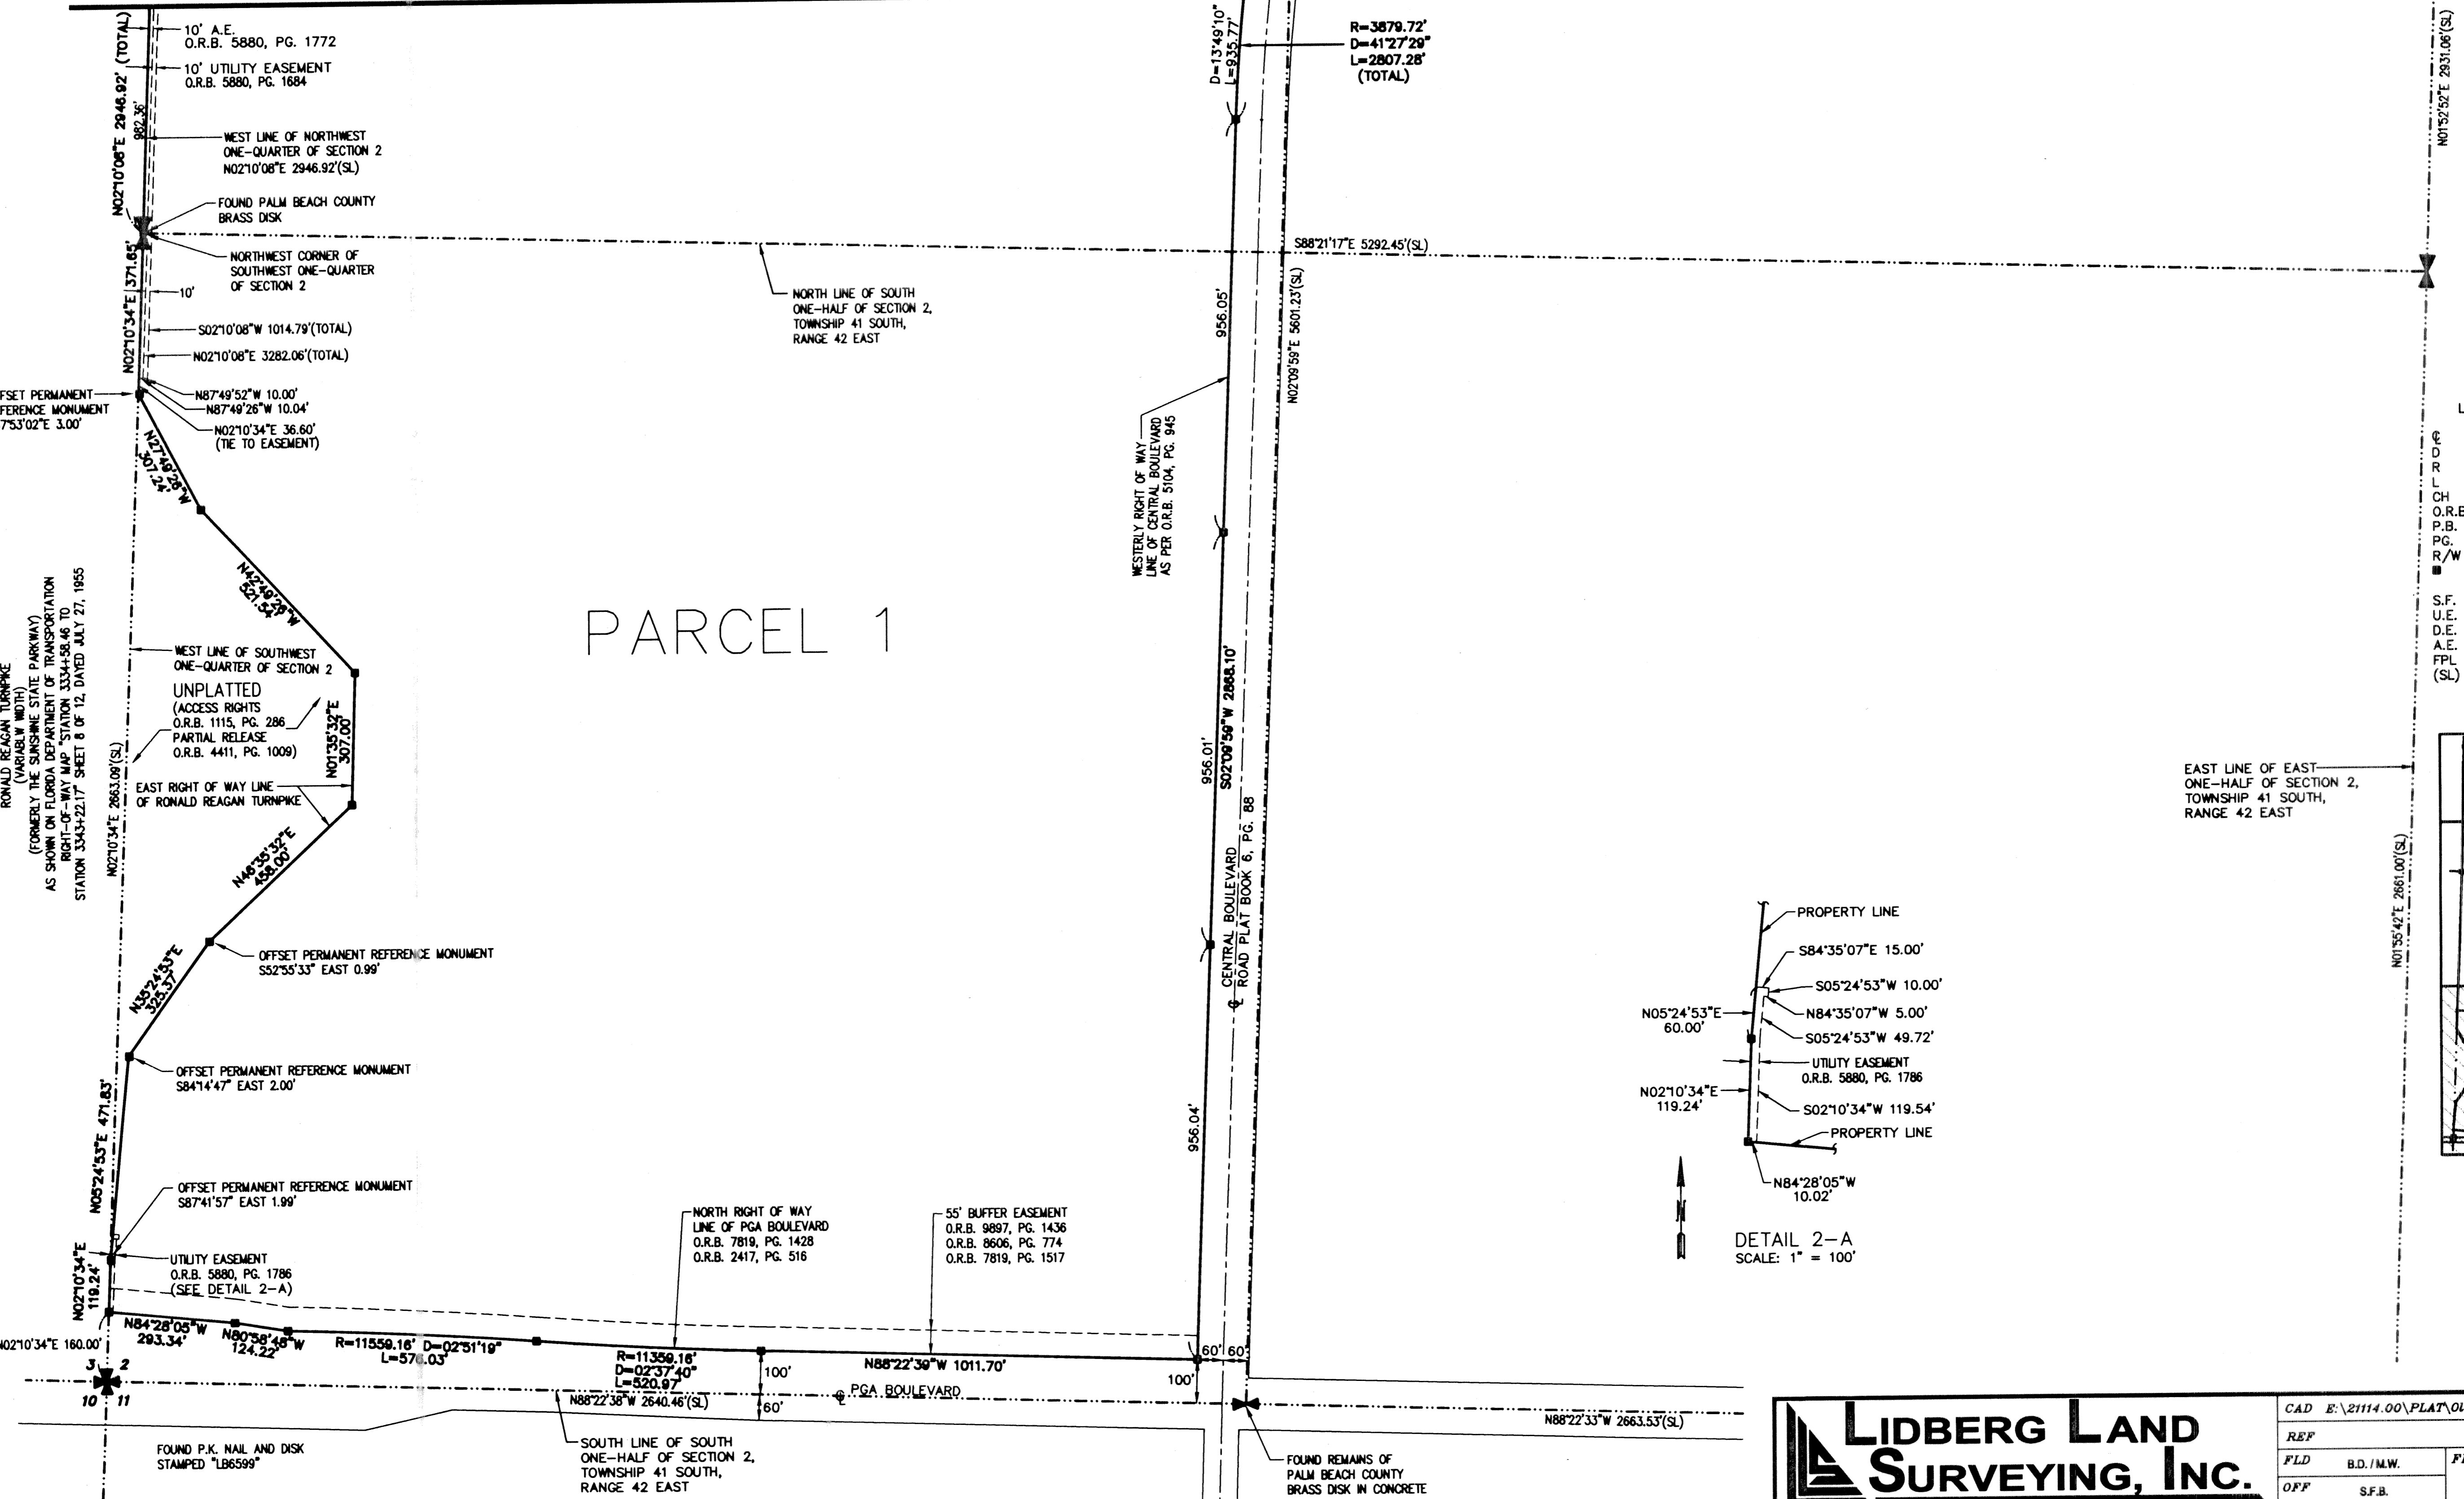 10' A.E.
O.R.B. 5880, PG. 1772
10' UTILITY EASEMENT
O.R.B. 5880, PG. 1684
N02°10'08"E 2946.92' (TOTAL)
982.36'
WEST LINE OF NORTHWEST
ONE-QUARTER OF SECTION 2
N02°10'08"E 2946.92'(SL)
FOUND PALM BEACH COUNTY
BRASS DISK
NORTHWEST CORNER OF
SOUTHWEST ONE-QUARTER
OF SECTION 2
N02°10'34"E 371.65'
10'
S02°10'08"W 1014.79'(TOTAL)
N02°10'08"E 3282.06'(TOTAL)
N87°49'52"W 10.00'
N87°49'26"W 10.04'
N02°10'34"E 36.60'
(TIE TO EASEMENT)
FSET PERMANENT
FERENCE MONUMENT
7°53'02"E 3.00'
N27°49'26"W
307.24'
N42°49'26"W
521.54'
RONALD REAGAN TURNPIKE
(VARIABLW WIDTH)
(FORMERLY THE SUNSHINE STATE PARKWAY)
AS SHOWN ON FLORIDA DEPARTMENT OF TRANSPORTATION
RIGHT-OF-WAY MAP "STATION 3334+58.46 TO
STATION 3343+22.17" SHEET 8 OF 12, DAYED JULY 27, 1955
WEST LINE OF SOUTHWEST
ONE-QUARTER OF SECTION 2
UNPLATTED
(ACCESS RIGHTS
O.R.B. 1115, PG. 286
PARTIAL RELEASE
O.R.B. 4411, PG. 1009)
N01°35'32"E
307.00'
N02°10'34"E 2663.09'(SL)
EAST RIGHT OF WAY LINE
OF RONALD REAGAN TURNPIKE
N46°35'32"E
458.00'
OFFSET PERMANENT REFERENCE MONUMENT
S52°55'33" EAST 0.99'
N35°24'53"E
325.37'
OFFSET PERMANENT REFERENCE MONUMENT
S84°14'47" EAST 2.00'
N05°24'53"E 471.83'
OFFSET PERMANENT REFERENCE MONUMENT
S87°41'57" EAST 1.99'
UTILITY EASEMENT
O.R.B. 5880, PG. 1786
(SEE DETAIL 2-A)
N02°10'34"E
119.24'
N02°10'34"E 160.00'
N84°28'05"W
293.34'
N80°58'48"W
124.22'
R=11559.16' D=02°51'19"
L=576.03'
R=11359.16'
D=02°37'40"
L=520.97'
N88°22'39"W 1011.70'
100'
60'
3 2
10 11
N88°22'38"W 2640.46'(SL)
℄ PGA BOULEVARD
FOUND P.K. NAIL AND DISK
STAMPED "LB6599"
SOUTH LINE OF SOUTH
ONE-HALF OF SECTION 2,
TOWNSHIP 41 SOUTH,
RANGE 42 EAST
NORTH RIGHT OF WAY
LINE OF PGA BOULEVARD
O.R.B. 7819, PG. 1428
O.R.B. 2417, PG. 516
55' BUFFER EASEMENT
O.R.B. 9897, PG. 1436
O.R.B. 8606, PG. 774
O.R.B. 7819, PG. 1517
PARCEL 1
NORTH LINE OF SOUTH
ONE-HALF OF SECTION 2,
TOWNSHIP 41 SOUTH,
RANGE 42 EAST
D=13°49'10"
L=935.77'
R=3879.72'
D=41°27'29"
L=2807.28'
(TOTAL)
S88°21'17"E 5292.45'(SL)
N02°09'59"E 5601.23'(SL)
956.05'
WESTERLY RIGHT OF WAY
LINE OF CENTRAL BOULEVARD
AS PER O.R.B. 5104, PG. 945
956.01'
S02°09'59"W 2868.10'
℄ CENTRAL BOULEVARD
ROAD PLAT BOOK 6, PG. 88
956.04'
60' 60'
100'
FOUND REMAINS OF
PALM BEACH COUNTY
BRASS DISK IN CONCRETE
N88°22'33"W 2663.53'(SL)
PROPERTY LINE
S84°35'07"E 15.00'
S05°24'53"W 10.00'
N05°24'53"E
60.00'
N84°35'07"W 5.00'
S05°24'53"W 49.72'
UTILITY EASEMENT
O.R.B. 5880, PG. 1786
N02°10'34"E
119.24'
S02°10'34"W 119.54'
PROPERTY LINE
N84°28'05"W
10.02'
N
DETAIL 2-A
SCALE: 1" = 100'
N01°52'52"E 2931.06'(SL)
EAST LINE OF EAST
ONE-HALF OF SECTION 2,
TOWNSHIP 41 SOUTH,
RANGE 42 EAST
N01°55'42"E 2661.00'(SL)
L
℄
D
R
L
CH
O.R.B
P.B.
PG.
R/W
S.F.
U.E.
D.E.
A.E.
FPL
(SL)
LIDBERG LAND
SURVEYING, INC.
CAD E:\21114.00\PLAT\
REF
FLD B.D./M.W.
OFF S.F.B.